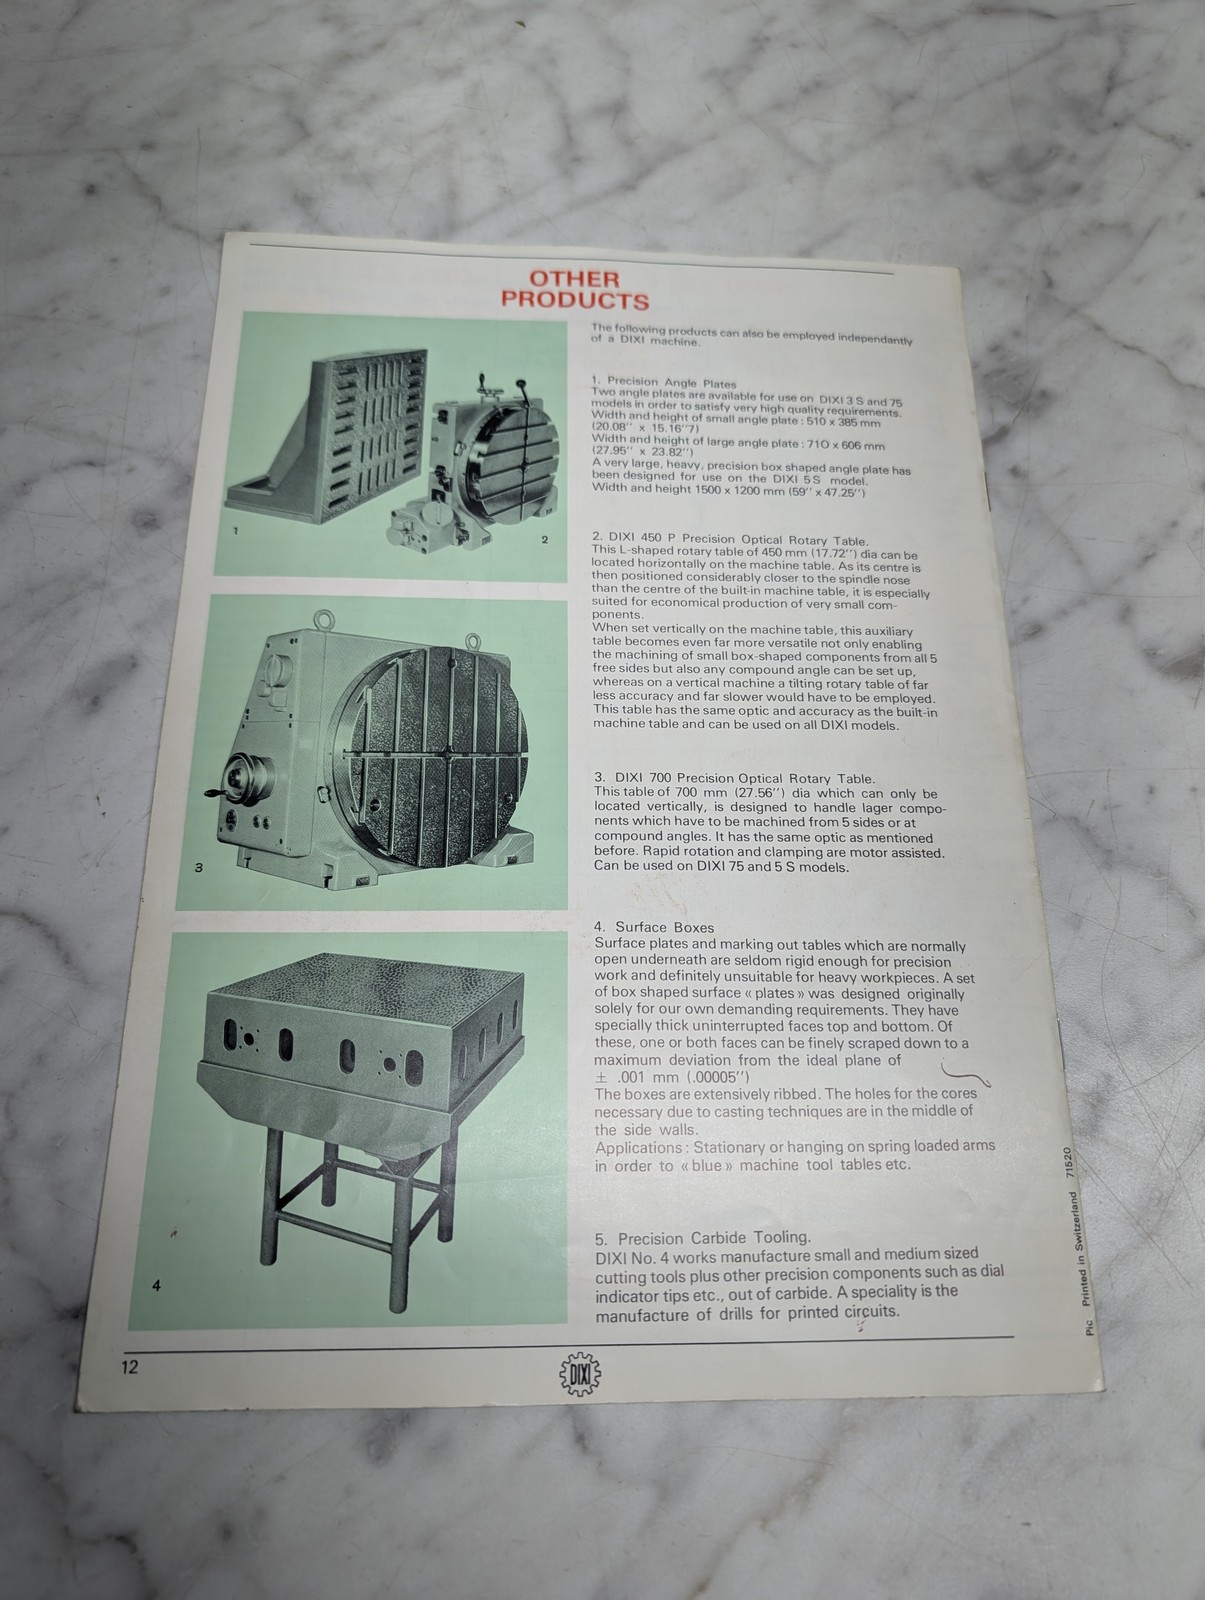 OTHER
PRODUCTS
The following products can also be employed independantly
of a DIXI machine.
1. Precision Angle Plates
Two angle plates are available for use on DIXI 3 S and 75
models in order to satisfy very high quality requirements.
Width and height of small angle plate : 510 x 385 mm
(20.08'' x 15.16''7)
Width and height of large angle plate : 710 x 606 mm
(27.95'' x 23.82'')
A very large, heavy, precision box shaped angle plate has
been designed for use on the DIXI 5 S model.
Width and height 1500 x 1200 mm (59'' x 47.25'')
1
2
2. DIXI 450 P Precision Optical Rotary Table.
This L-shaped rotary table of 450 mm (17.72'') dia can be
located horizontally on the machine table. As its centre is
then positioned considerably closer to the spindle nose
than the centre of the built-in machine table, it is especially
suited for economical production of very small com-
ponents.
When set vertically on the machine table, this auxiliary
table becomes even far more versatile not only enabling
the machining of small box-shaped components from all 5
free sides but also any compound angle can be set up,
whereas on a vertical machine a tilting rotary table of far
less accuracy and far slower would have to be employed.
This table has the same optic and accuracy as the built-in
machine table and can be used on all DIXI models.
3. DIXI 700 Precision Optical Rotary Table.
This table of 700 mm (27.56'') dia which can only be
located vertically, is designed to handle lager compo-
nents which have to be machined from 5 sides or at
compound angles. It has the same optic as mentioned
before. Rapid rotation and clamping are motor assisted.
Can be used on DIXI 75 and 5 S models.
3
4. Surface Boxes
Surface plates and marking out tables which are normally
open underneath are seldom rigid enough for precision
work and definitely unsuitable for heavy workpieces. A set
of box shaped surface « plates » was designed originally
solely for our own demanding requirements. They have
specially thick uninterrupted faces top and bottom. Of
these, one or both faces can be finely scraped down to a
maximum deviation from the ideal plane of
± .001 mm (.00005'')
The boxes are extensively ribbed. The holes for the cores
necessary due to casting techniques are in the middle of
the side walls.
Applications : Stationary or hanging on spring loaded arms
in order to « blue » machine tool tables etc.
4
5. Precision Carbide Tooling.
DIXI No. 4 works manufacture small and medium sized
cutting tools plus other precision components such as dial
indicator tips etc., out of carbide. A speciality is the
manufacture of drills for printed circuits.
Pic Printed in Switzerland 71520
12
DIXI